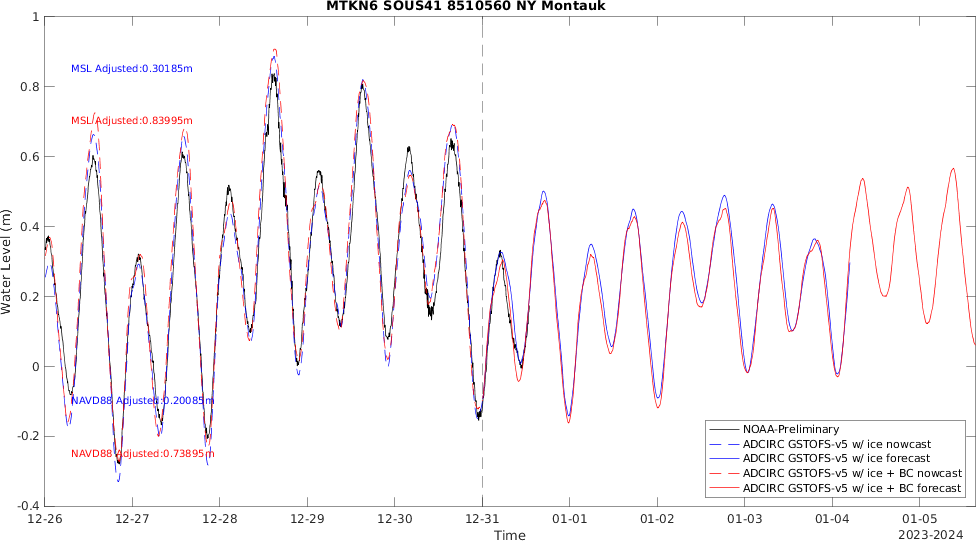 MTKN6 SOUS41 8510560 NY Montauk
Water Level (m)
1
0.8
0.6
0.4
0.2
0
-0.2
-0.4
MSL Adjusted:0.30185m
MSL Adjusted:0.83995m
NAVD88 Adjusted:0.20085m
NAVD88 Adjusted:0.73895m
NOAA-Preliminary
ADCIRC GSTOFS-v5 w/ ice nowcast
ADCIRC GSTOFS-v5 w/ ice forecast
ADCIRC GSTOFS-v5 w/ ice + BC nowcast
ADCIRC GSTOFS-v5 w/ ice + BC forecast
12-26 12-27 12-28 12-29 12-30 12-31 01-01 01-02 01-03 01-04 01-05
Time
2023-2024